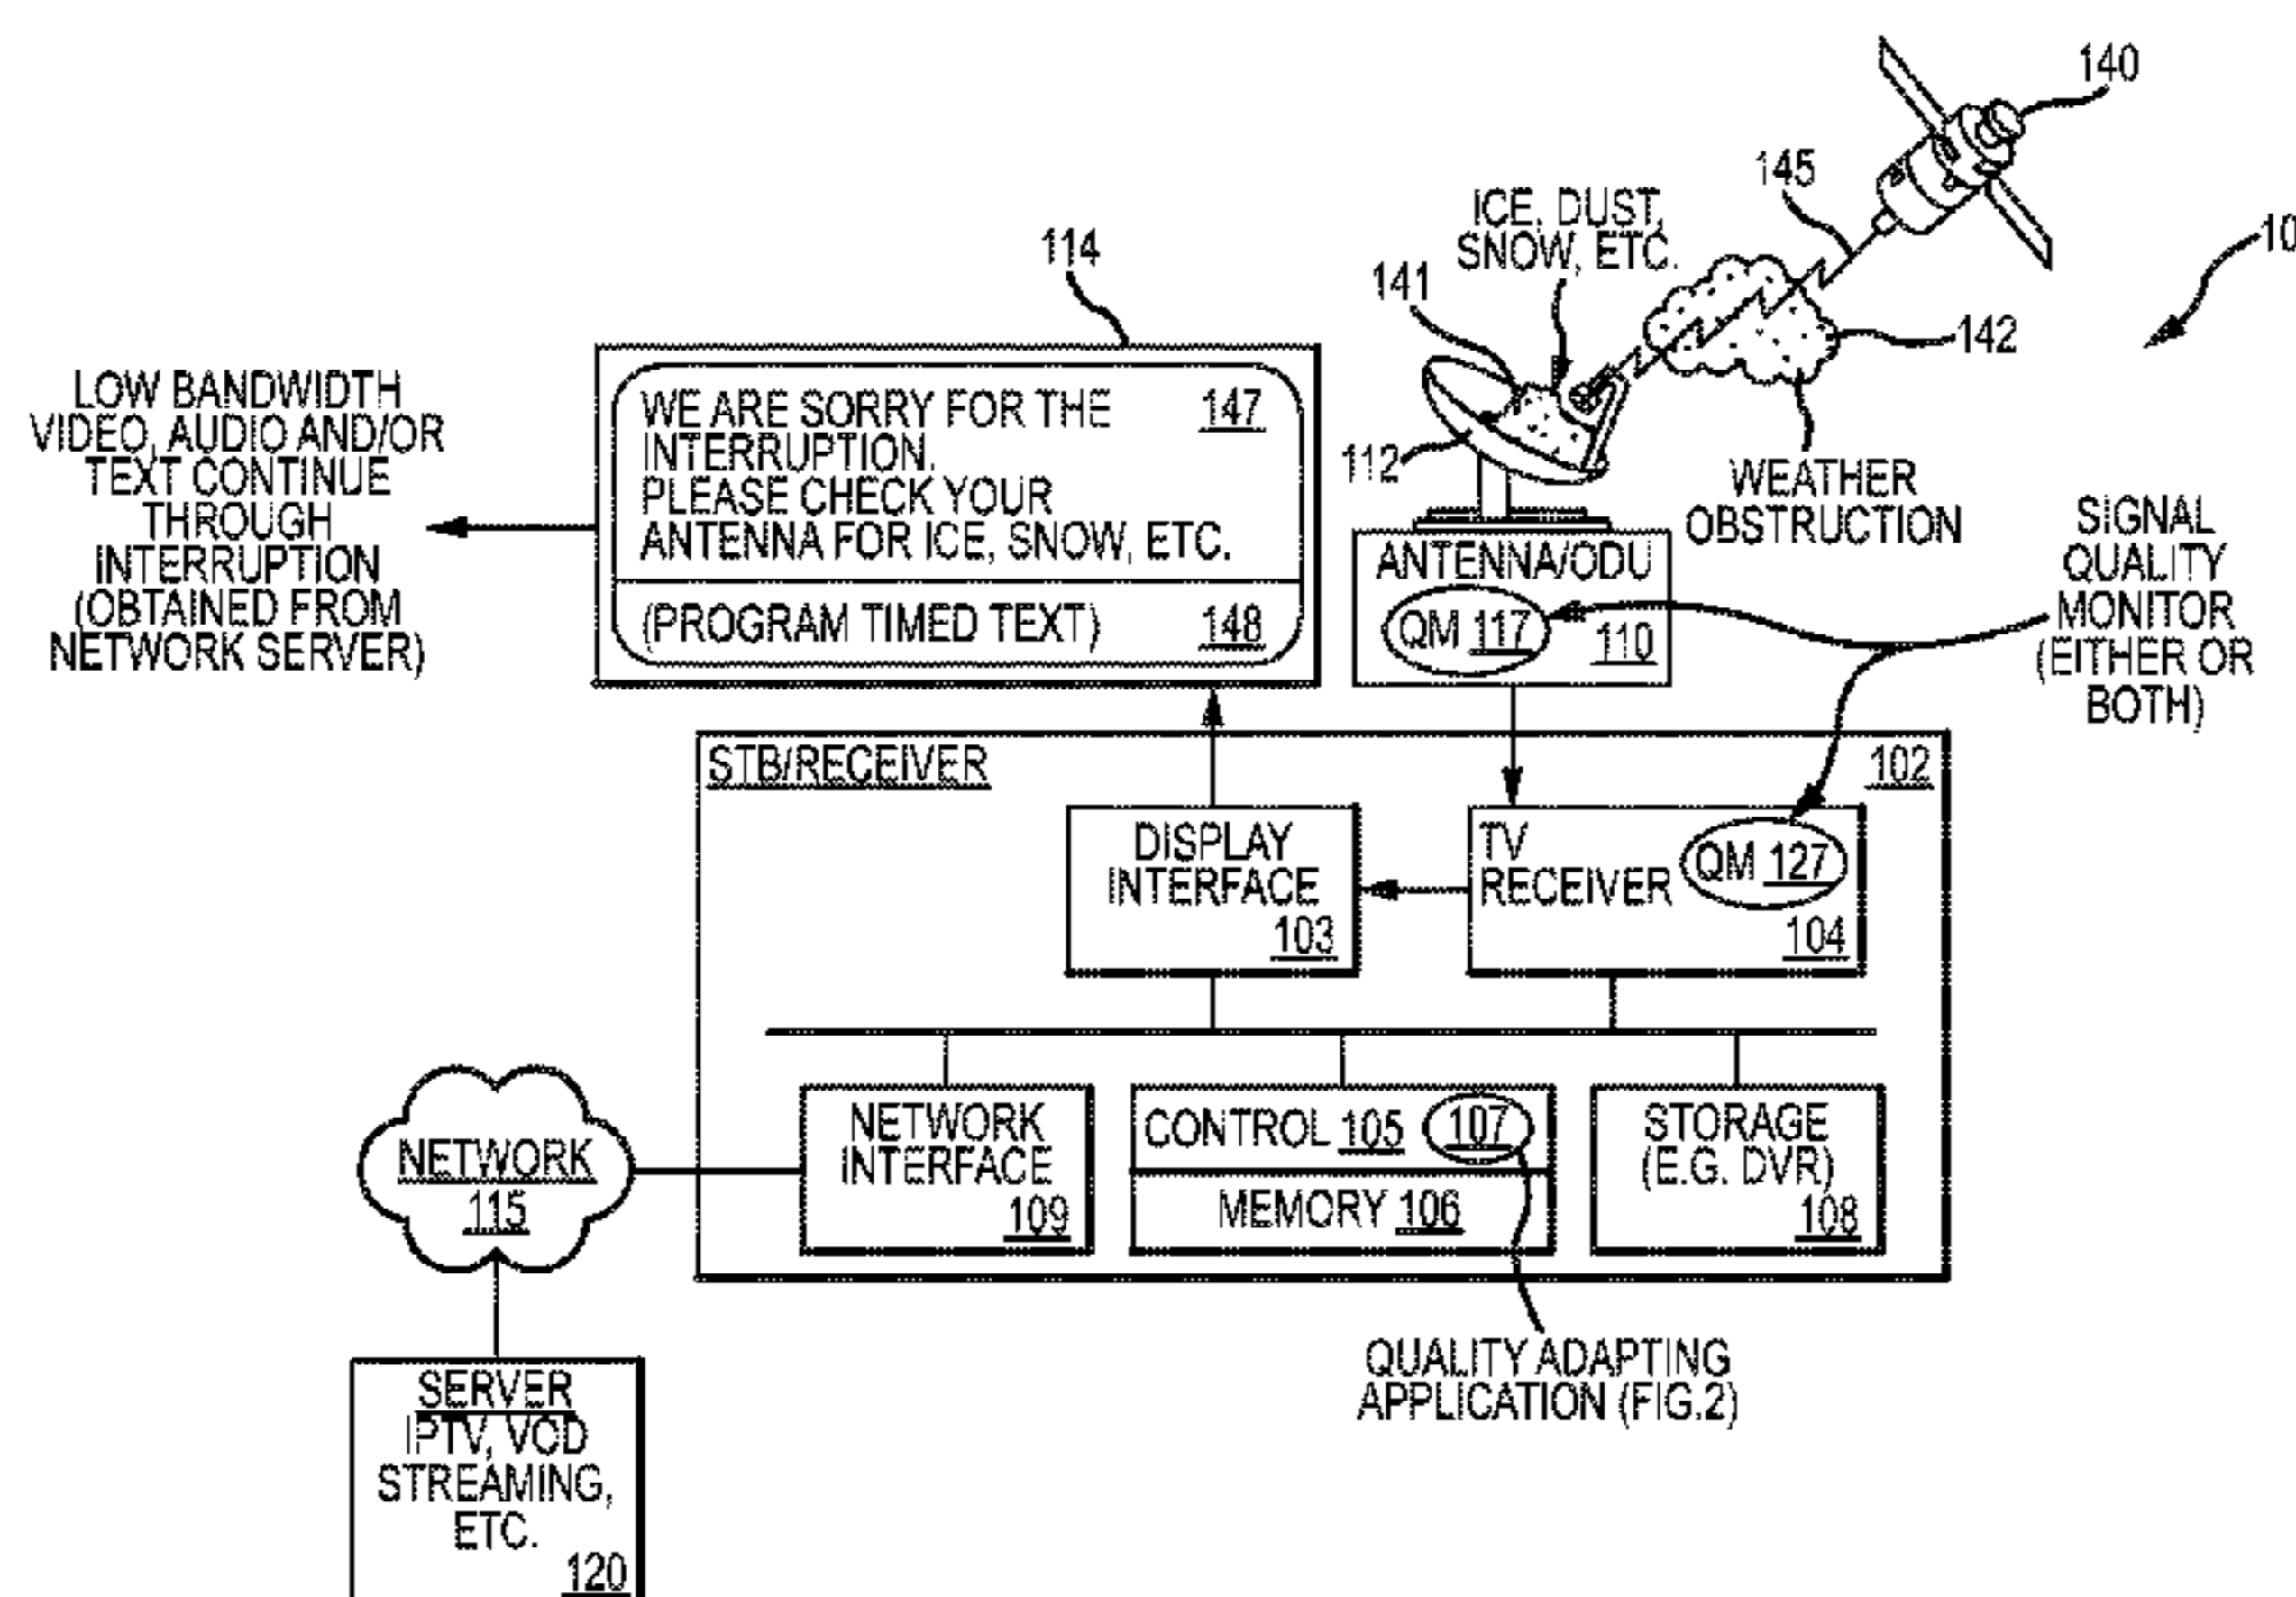 140
145
ICE, DUST,
SNOW, ETC.
10
114
141
142
LOW BANDWIDTH
VIDEO, AUDIO AND/OR
TEXT CONTINUE
THROUGH
INTERRUPTION
(OBTAINED FROM
NETWORK SERVER)
WE ARE SORRY FOR THE 147
INTERRUPTION.
PLEASE CHECK YOUR
ANTENNA FOR ICE, SNOW, ETC.
(PROGRAM TIMED TEXT) 148
112
WEATHER
OBSTRUCTION
ANTENNA/ODU
QM 117
110
SIGNAL
QUALITY
MONITOR
(EITHER OR
BOTH)
STB/RECEIVER 102
DISPLAY
INTERFACE
103
TV
RECEIVER
QM 127
104
NETWORK
INTERFACE
109
CONTROL 105 107
MEMORY 106
STORAGE
(E.G. DVR)
108
NETWORK
115
QUALITY ADAPTING
APPLICATION (FIG.2)
SERVER
IPTV, VOD
STREAMING,
ETC.
120